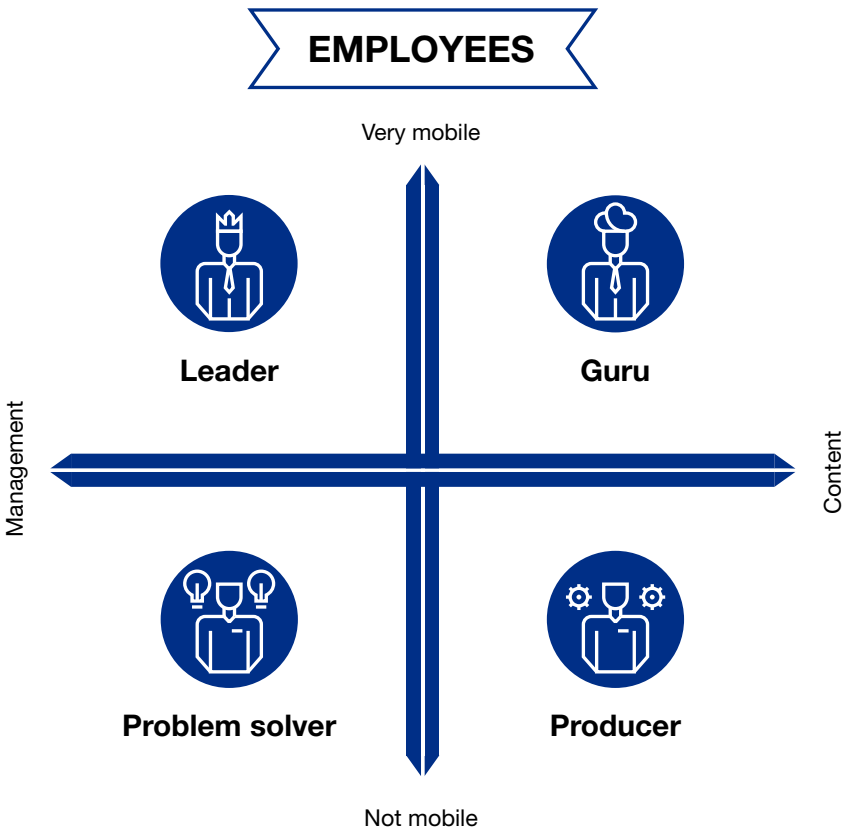 EMPLOYEES
Very mobile
Leader
Guru
Management
Content
Problem solver
Producer
Not mobile